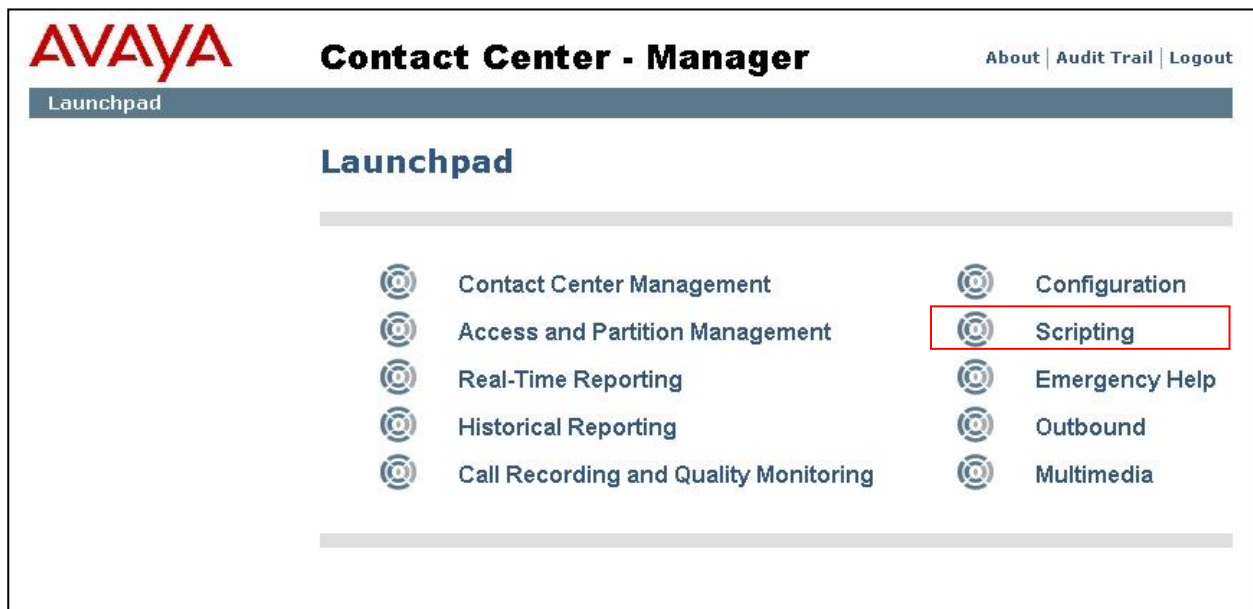 AVAYA
Contact Center - Manager
About | Audit Trail | Logout
Launchpad
Launchpad
Contact Center Management
Access and Partition Management
Real-Time Reporting
Historical Reporting
Call Recording and Quality Monitoring
Configuration
Scripting
Emergency Help
Outbound
Multimedia